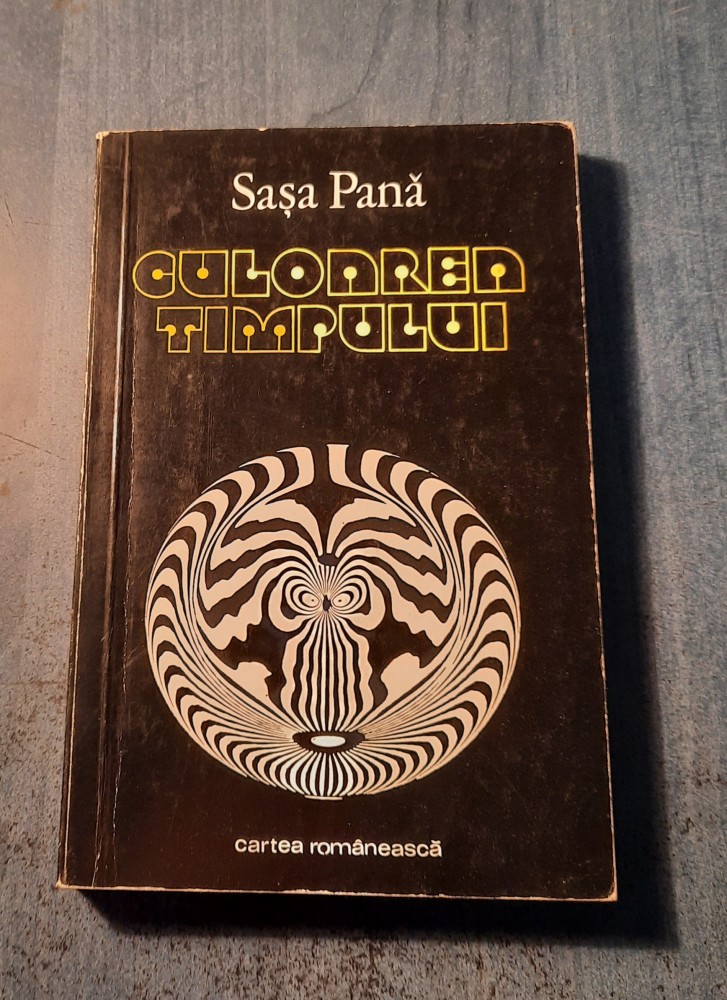 Sașa Pană
CULOAREA
TIMPULUI
cartea românească